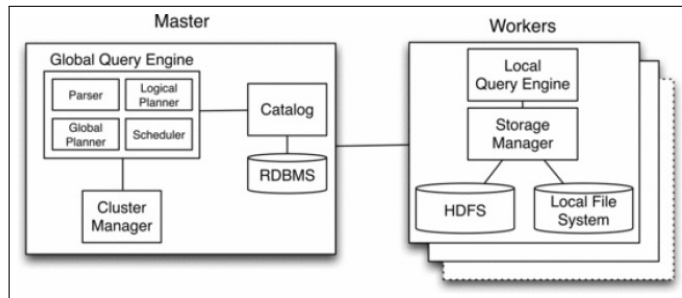 Master
Workers
Global Query Engine
Parser
Logical
Planner
Global
Planner
Scheduler
Catalog
RDBMS
Cluster
Manager
Local
Query Engine
Storage
Manager
HDFS
Local File
System